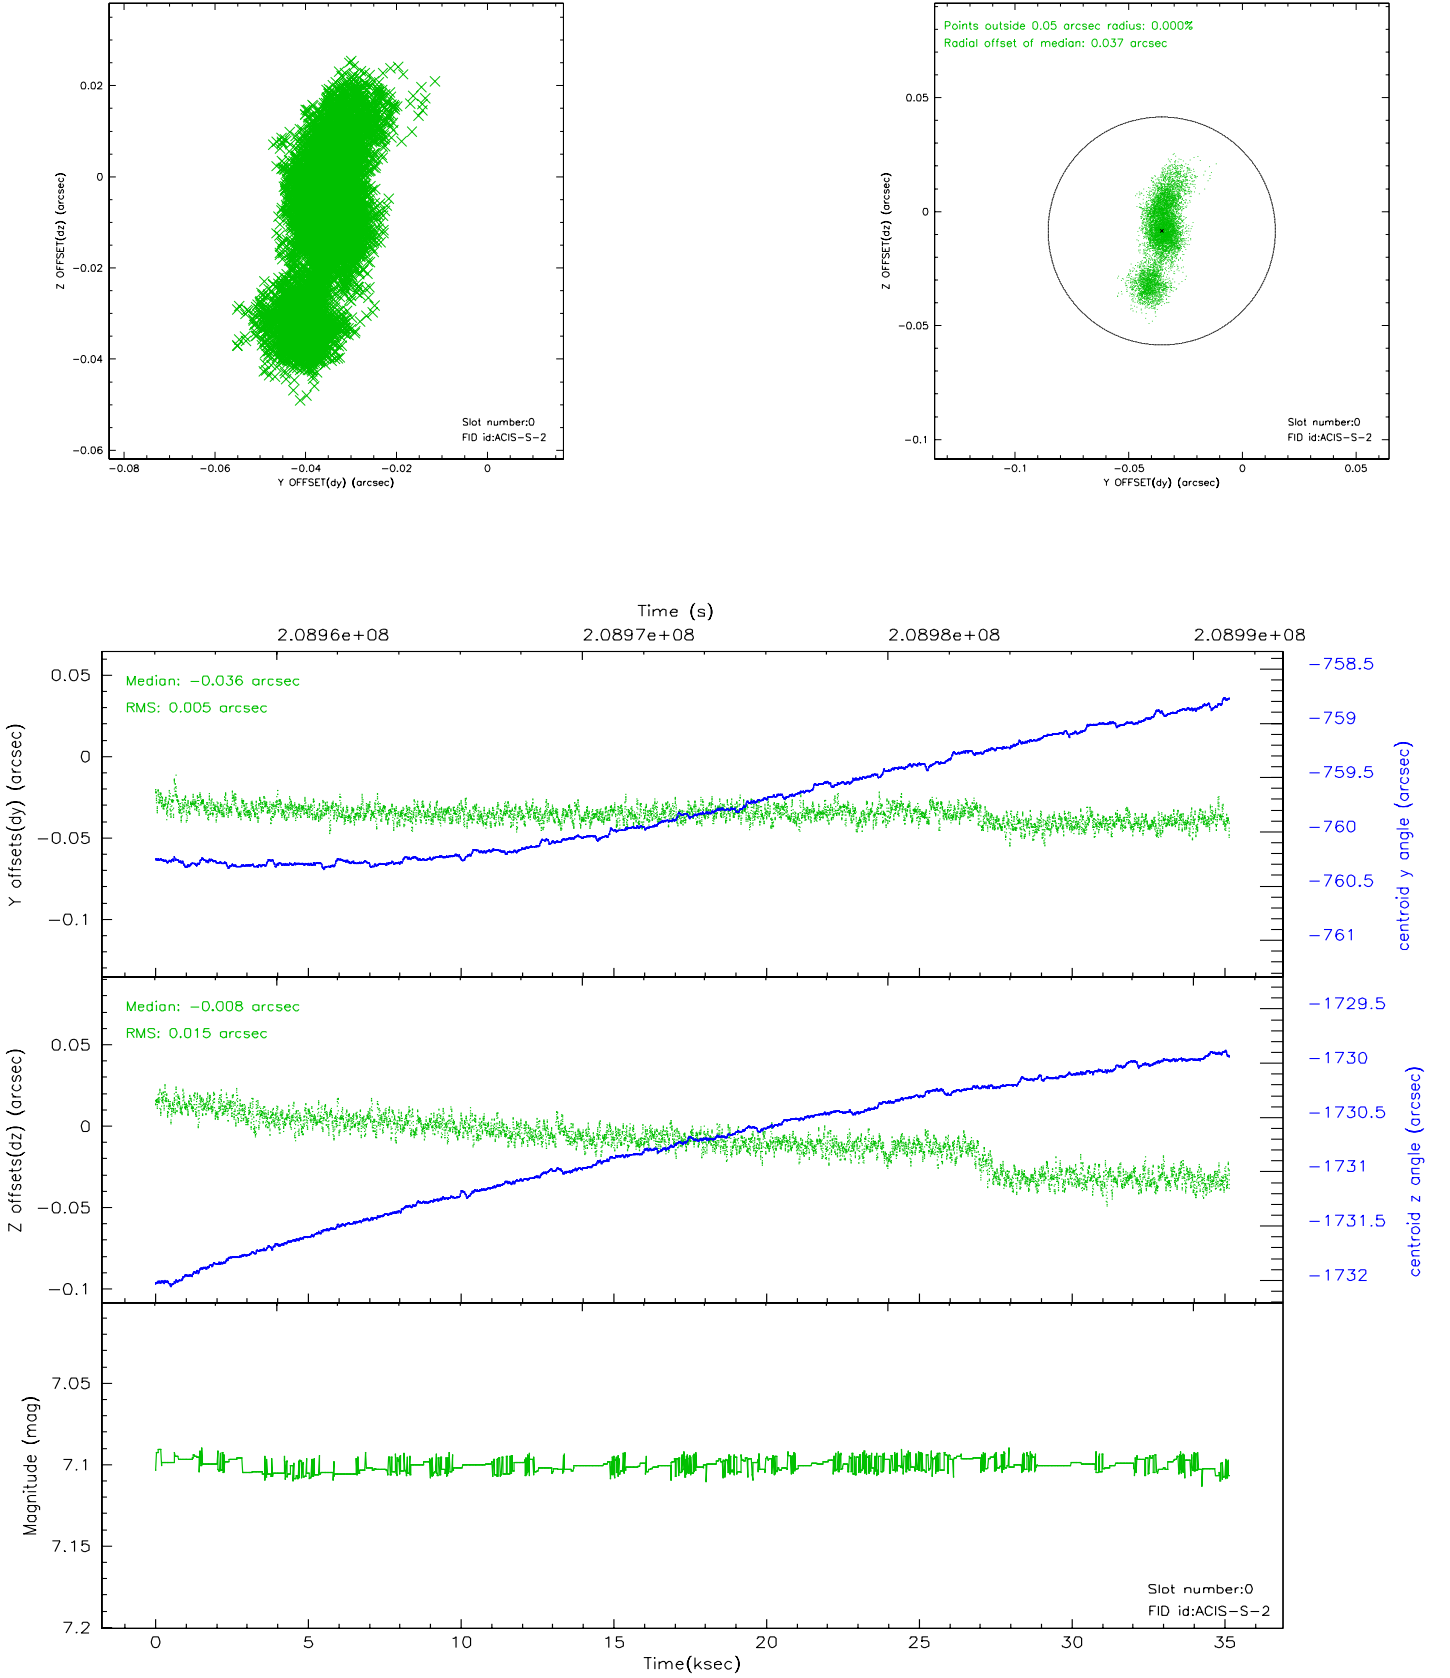 0.02
0
−0.02
−0.04
−0.06
Z OFFSET(dz) (arcsec)
Slot number:0
FID id:ACIS−S−2
−0.08
−0.06
−0.04
−0.02
0
Y OFFSET(dy) (arcsec)
Points outside 0.05 arcsec radius: 0.000%
Radial offset of median: 0.037 arcsec
0.05
0
−0.05
−0.1
Z OFFSET(dz) (arcsec)
Slot number:0
FID id:ACIS−S−2
−0.1
−0.05
0
0.05
Y OFFSET(dy) (arcsec)
Time (s)
2.0896e+08
2.0897e+08
2.0898e+08
2.0899e+08
Median: −0.036 arcsec
RMS: 0.005 arcsec
0.05
0
−0.05
−0.1
Y offsets(dy) (arcsec)
−758.5
−759
−759.5
−760
−760.5
−761
centroid y angle (arcsec)
Median: −0.008 arcsec
RMS: 0.015 arcsec
0.05
0
−0.05
−0.1
Z offsets(dz) (arcsec)
−1729.5
−1730
−1730.5
−1731
−1731.5
−1732
centroid z angle (arcsec)
7.05
7.1
7.15
7.2
Magnitude (mag)
Slot number:0
FID id:ACIS−S−2
0
5
10
15
20
25
30
35
Time(ksec)